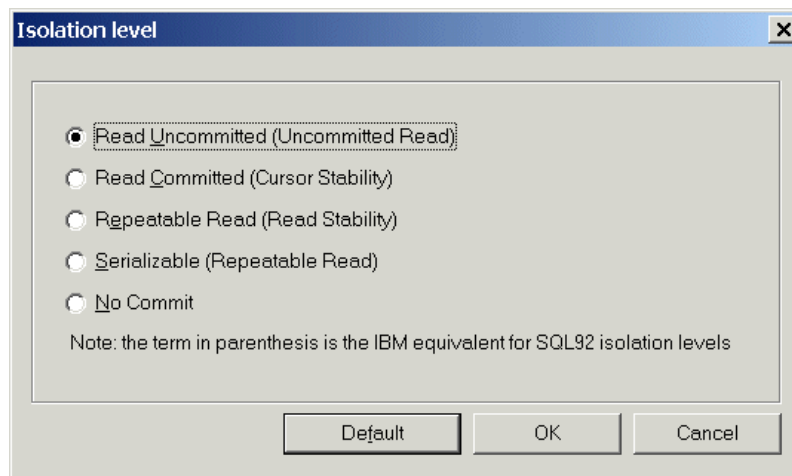 Isolation level
Read Uncommitted (Uncommitted Read)
Read Committed (Cursor Stability)
Repeatable Read (Read Stability)
Serializable (Repeatable Read)
No Commit
Note: the term in parenthesis is the IBM equivalent for SQL92 isolation levels
Default OK Cancel